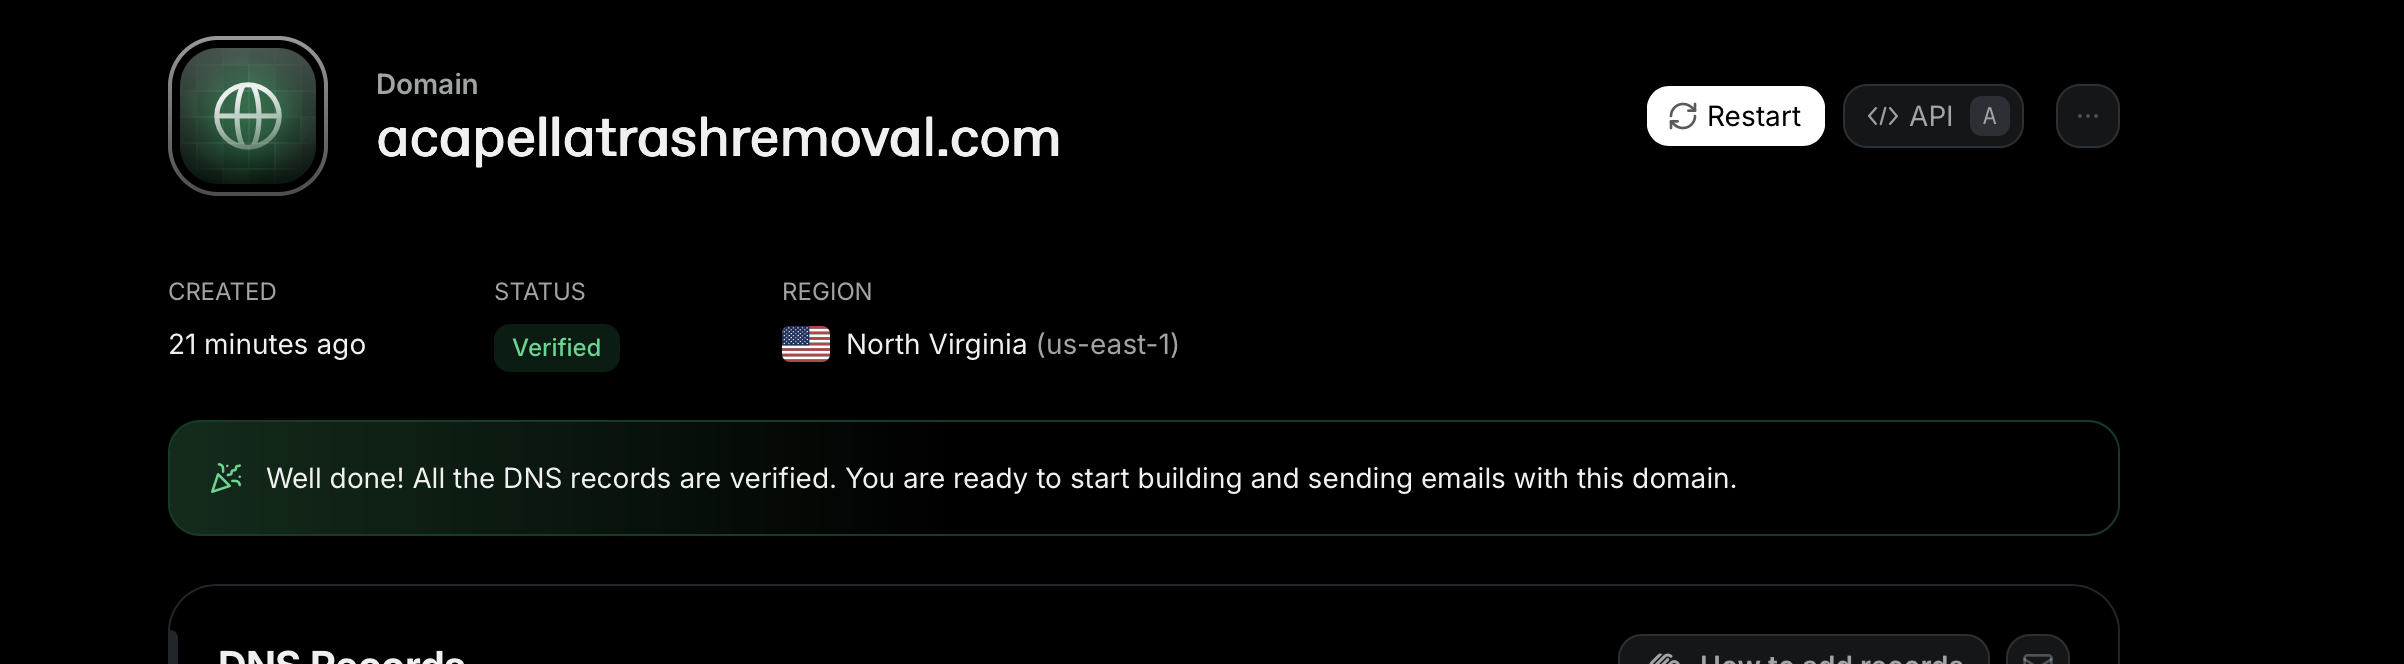 Domain
acapellatrashremoval.com
Restart
API
A
CREATED
STATUS
REGION
21 minutes ago
Verified
North Virginia (us-east-1)
Well done! All the DNS records are verified. You are ready to start building and sending emails with this domain.
DNS Records
How to add records